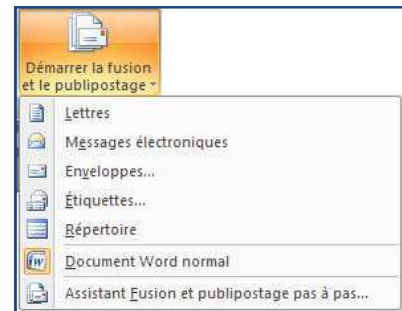 Démarrer la fusion
et le publipostage
Lettres
Messages électroniques
Enveloppes...
Étiquettes...
Répertoire
Document Word normal
Assistant Fusion et publipostage pas à pas...